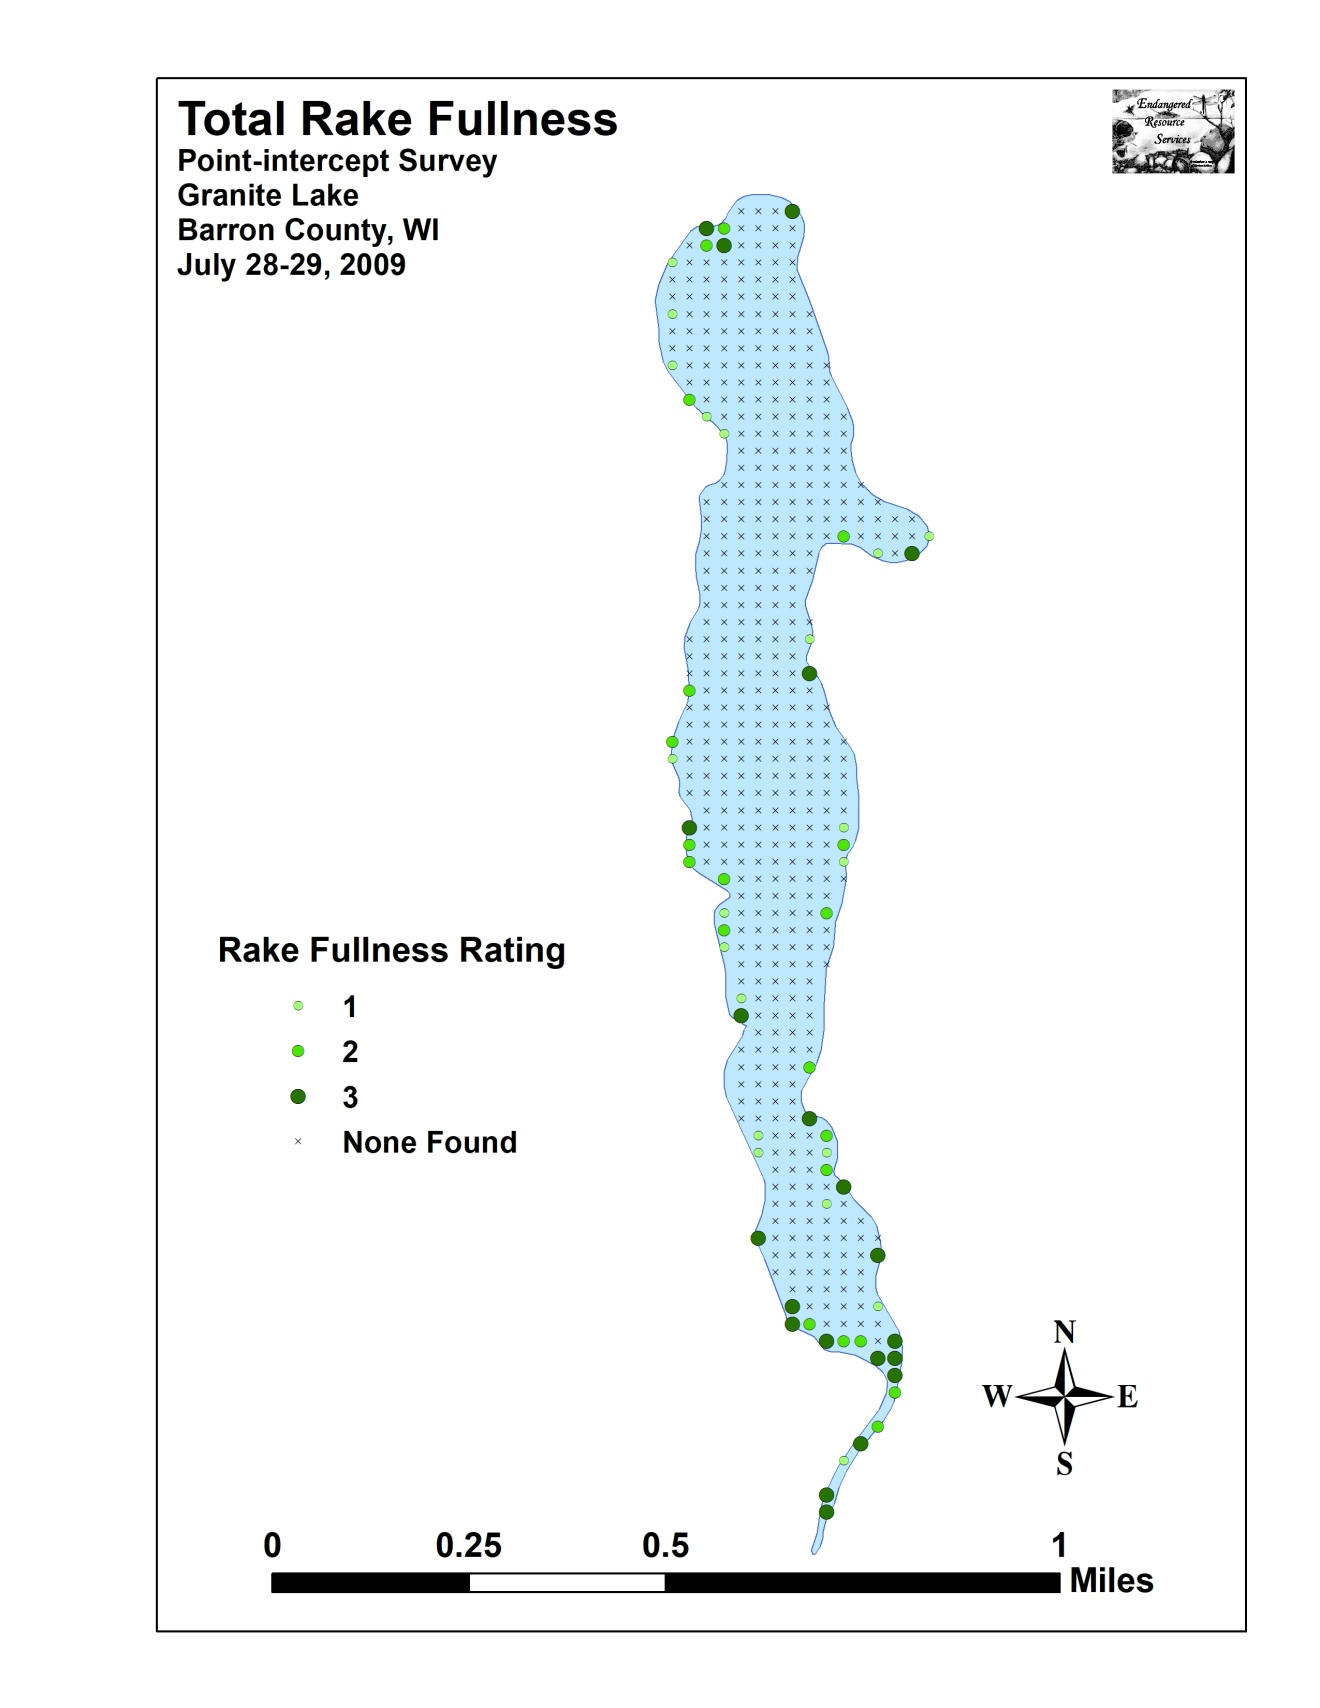 Total Rake Fullness
Point-intercept Survey
Granite Lake
Barron County, WI
July 28-29, 2009
Endangered
Resource
Services
Rake Fullness Rating
1
2
3
None Found
N
W E
S
0 0.25 0.5 1
Miles